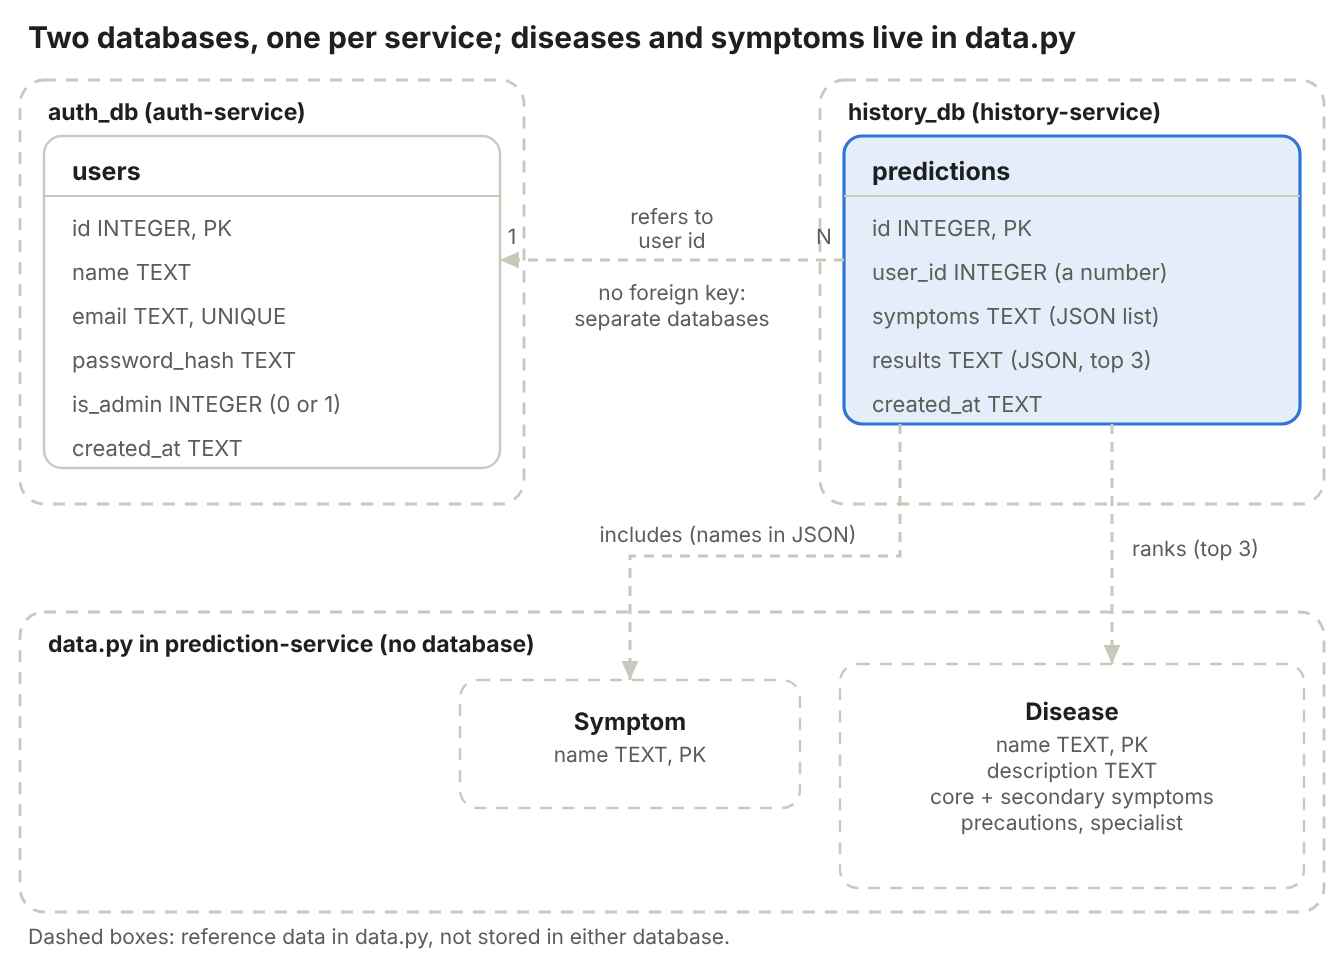 Two databases, one per service; diseases and symptoms live in data.py
auth_db (auth-service)
users
id INTEGER, PK
name TEXT
email TEXT, UNIQUE
password_hash TEXT
is_admin INTEGER (0 or 1)
created_at TEXT
1
refers to
user id
N
no foreign key:
separate databases
history_db (history-service)
predictions
id INTEGER, PK
user_id INTEGER (a number)
symptoms TEXT (JSON list)
results TEXT (JSON, top 3)
created_at TEXT
includes (names in JSON)
ranks (top 3)
data.py in prediction-service (no database)
Symptom
name TEXT, PK
Disease
name TEXT, PK
description TEXT
core + secondary symptoms
precautions, specialist
Dashed boxes: reference data in data.py, not stored in either database.